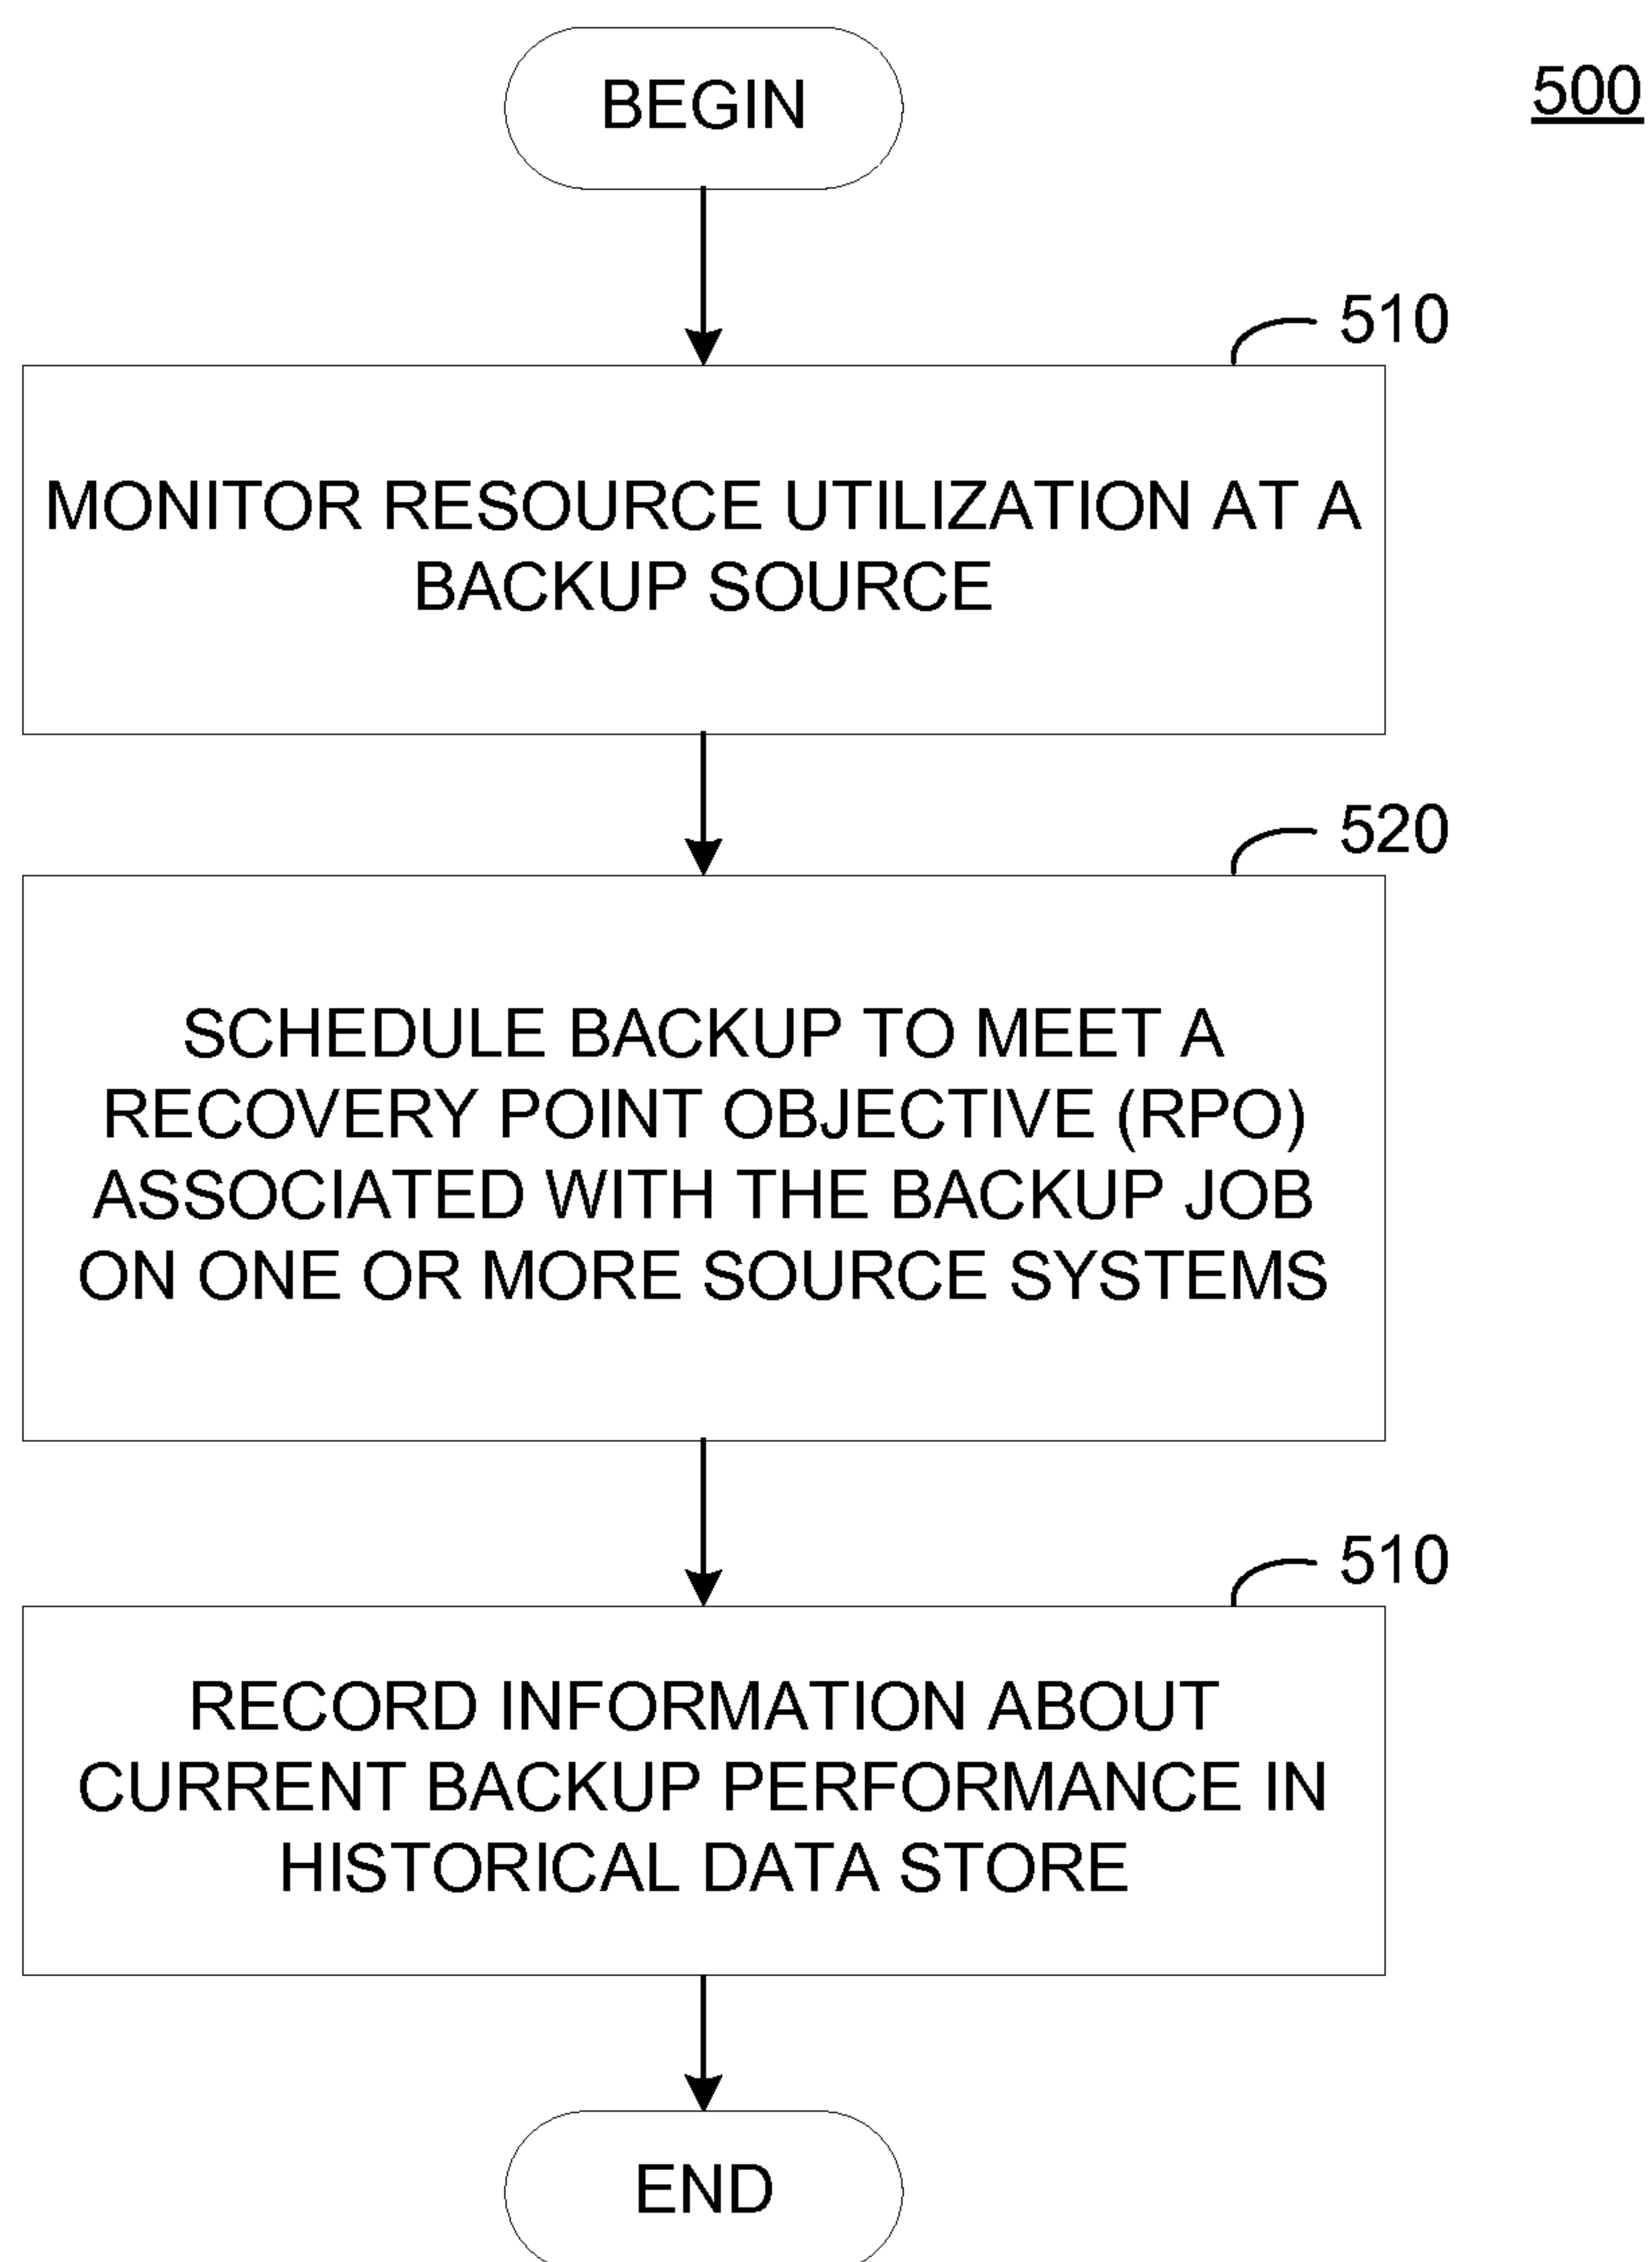 BEGIN
500
510
MONITOR RESOURCE UTILIZATION AT A
BACKUP SOURCE
520
SCHEDULE BACKUP TO MEET A
RECOVERY POINT OBJECTIVE (RPO)
ASSOCIATED WITH THE BACKUP JOB
ON ONE OR MORE SOURCE SYSTEMS
510
RECORD INFORMATION ABOUT
CURRENT BACKUP PERFORMANCE IN
HISTORICAL DATA STORE
END